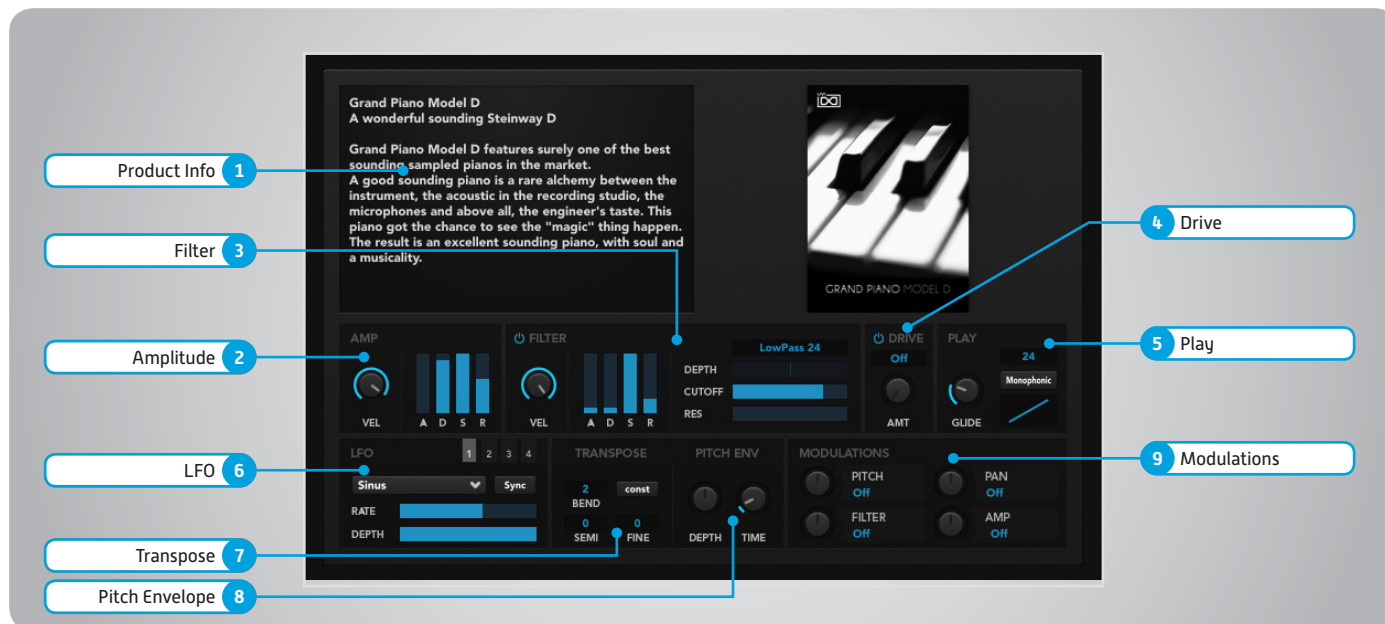 Grand Piano Model D
A wonderful sounding Steinway D
Grand Piano Model D features surely one of the best
sounding sampled pianos in the market.
A good sounding piano is a rare alchemy between the
instrument, the acoustic in the recording studio, the
microphones and above all, the engineer's taste. This
piano got the chance to see the "magic" thing happen.
The result is an excellent sounding piano, with soul and
a musicality.
GRAND PIANO MODEL D
Product Info 1
Filter 3
Amplitude 2
LFO 6
Transpose 7
Pitch Envelope 8
4 Drive
5 Play
9 Modulations
AMP
VEL
A D S R
FILTER
VEL
A D S R
LowPass 24
DEPTH
CUTOFF
RES
DRIVE
Off
AMT
PLAY
24
Monophonic
GLIDE
LFO
1 2 3 4
Sinus
Sync
RATE
DEPTH
TRANSPOSE
2 const
BEND
0 0
SEMI FINE
PITCH ENV
DEPTH TIME
MODULATIONS
PITCH
Off
PAN
Off
FILTER
Off
AMP
Off